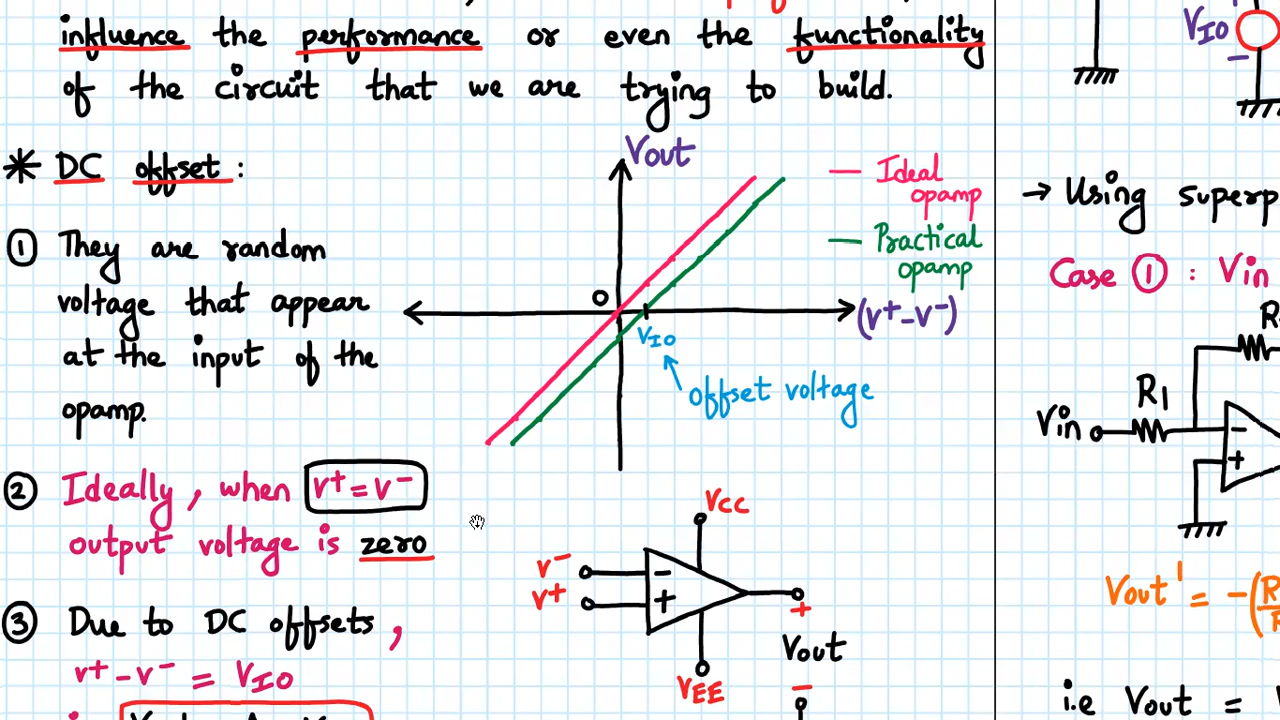 influence the performance or even the functionality
of the circuit that we are trying to build.
* DC offset :
① They are random
voltage that appear
at the input of the
opamp.
② Ideally, when V+ = V-
output voltage is zero
③ Due to DC offsets,
V+ - V- = VIO
Vout
Ideal
opamp
Practical
opamp
0
(V+ - V-)
VIO
offset voltage
VCC
V-
V+
-
+
+
Vout
-
VEE
VIO
-
→ Using
Case ① : Vin
R1
Vin
-
+
Vout' = -(
i.e Vout =